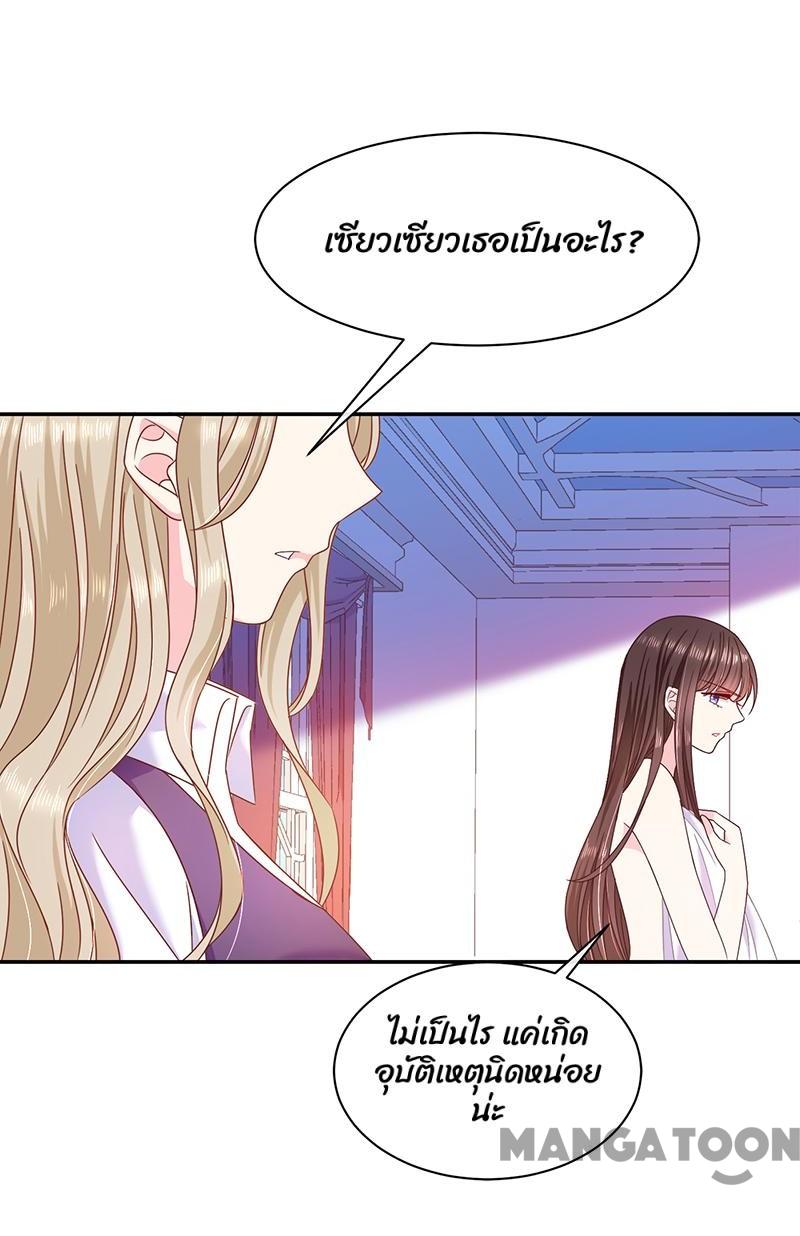 เซียวเซียวเธอเป็นอะไร?
ไม่เป็นไร แค่เกิด
อุบัติเหตุนิดหน่อย
น่ะ
MANGATOON